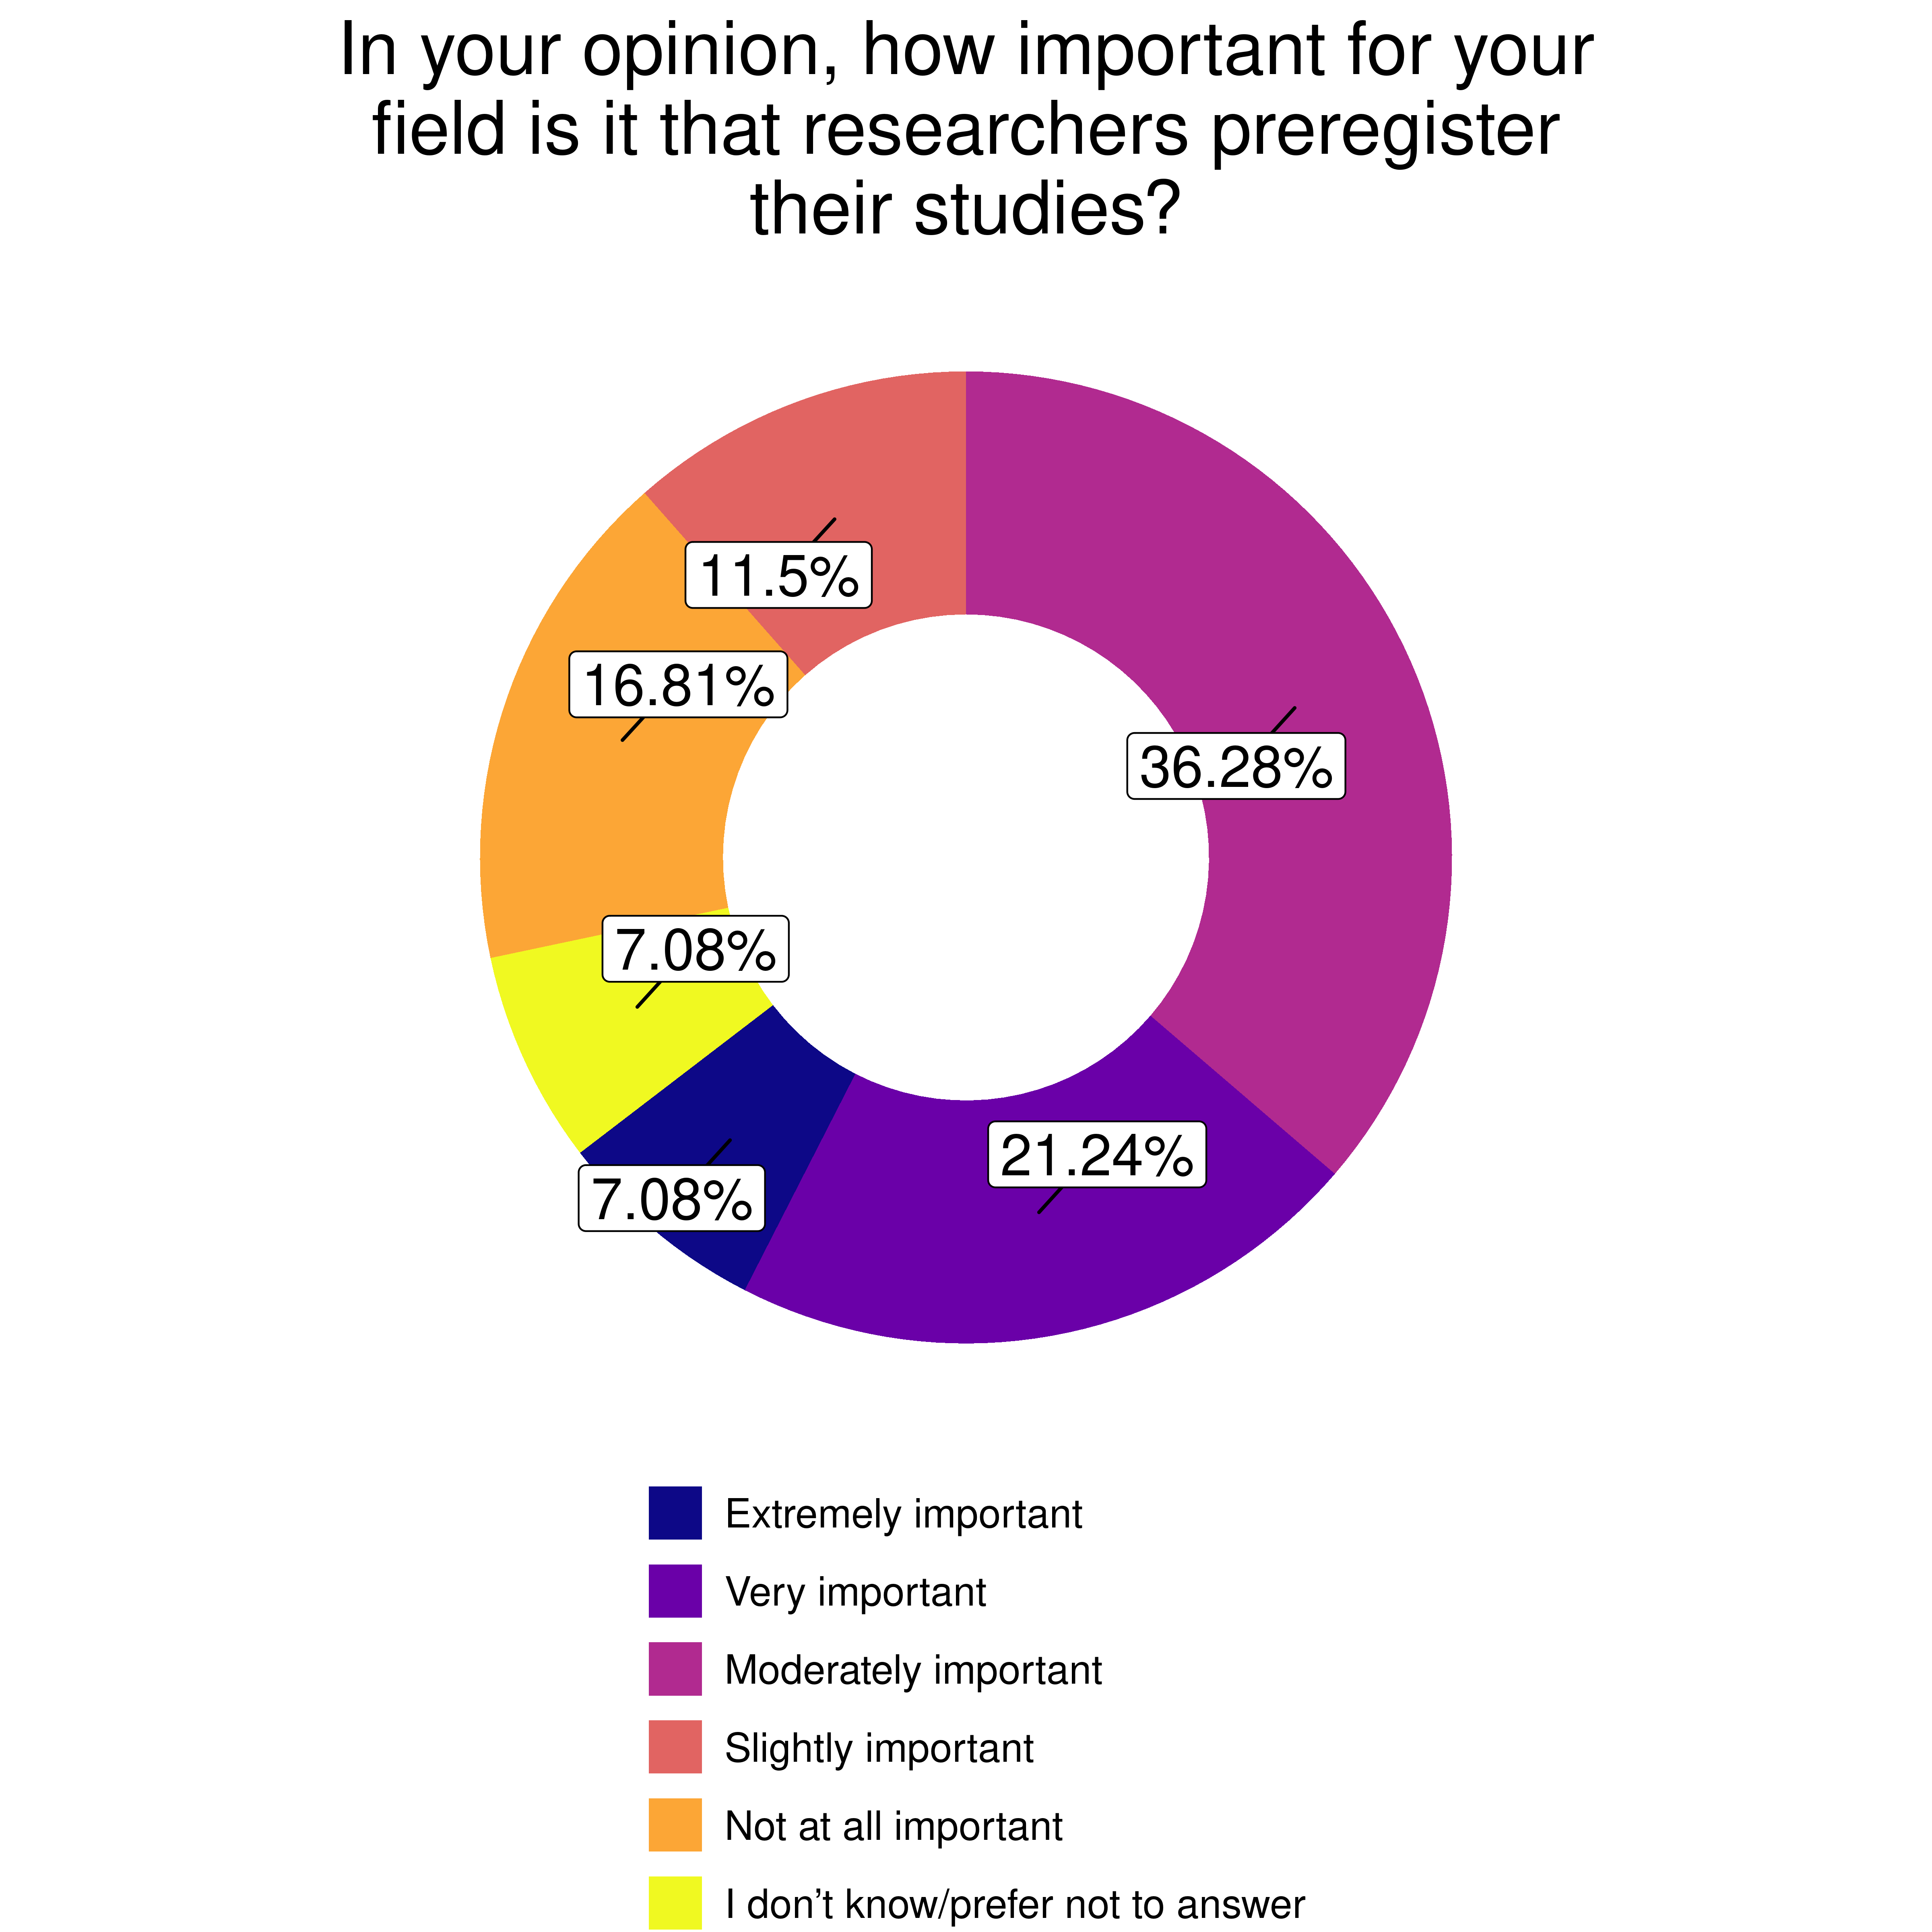 In your opinion, how important for your
field is it that researchers preregister
their studies?
11.5%
16.81%
36.28%
7.08%
21.24%
7.08%
Extremely important
Very important
Moderately important
Slightly important
Not at all important
I don’t know/prefer not to answer